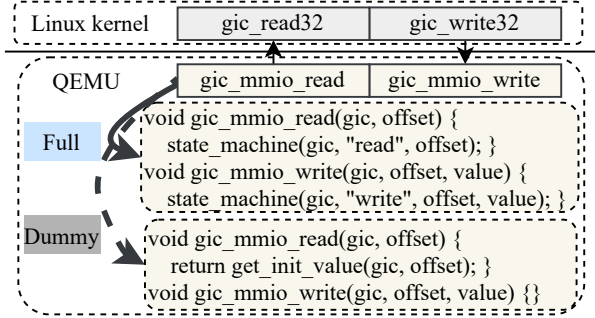 Linux kernel gic_read32 gic_write32
QEMU gic_mmio_read gic_mmio_write
void gic_mmio_read(gic, offset) {
Full state_machine(gic, "read", offset); }
void gic_mmio_write(gic, offset, value) {
state_machine(gic, "write", offset, value); }
Dummy void gic_mmio_read(gic, offset) {
return get_init_value(gic, offset); }
void gic_mmio_write(gic, offset, value) {}